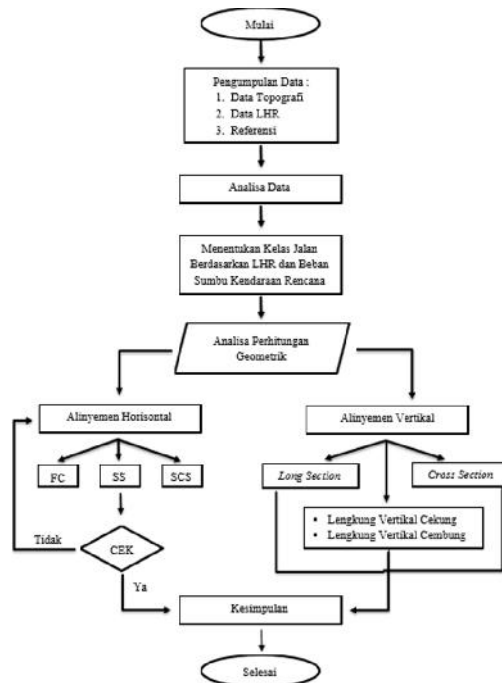 Mulai
Pengumpulan Data :
1. Data Topografi
2. Data LHR
3. Referensi
Analisa Data
Menentukan Kelas Jalan
Berdasarkan LHR dan Beban
Sumbu Kendaraan Rencana
Analisa Perhitungan
Geometrik
Alinyemen Horisontal
FC
SS
SCS
CEK
Tidak
Ya
Alinyemen Vertikal
Long Section
Cross Section
▪ Lengkung Vertikal Cekung
▪ Lengkung Vertikal Cembung
Kesimpulan
Selesai